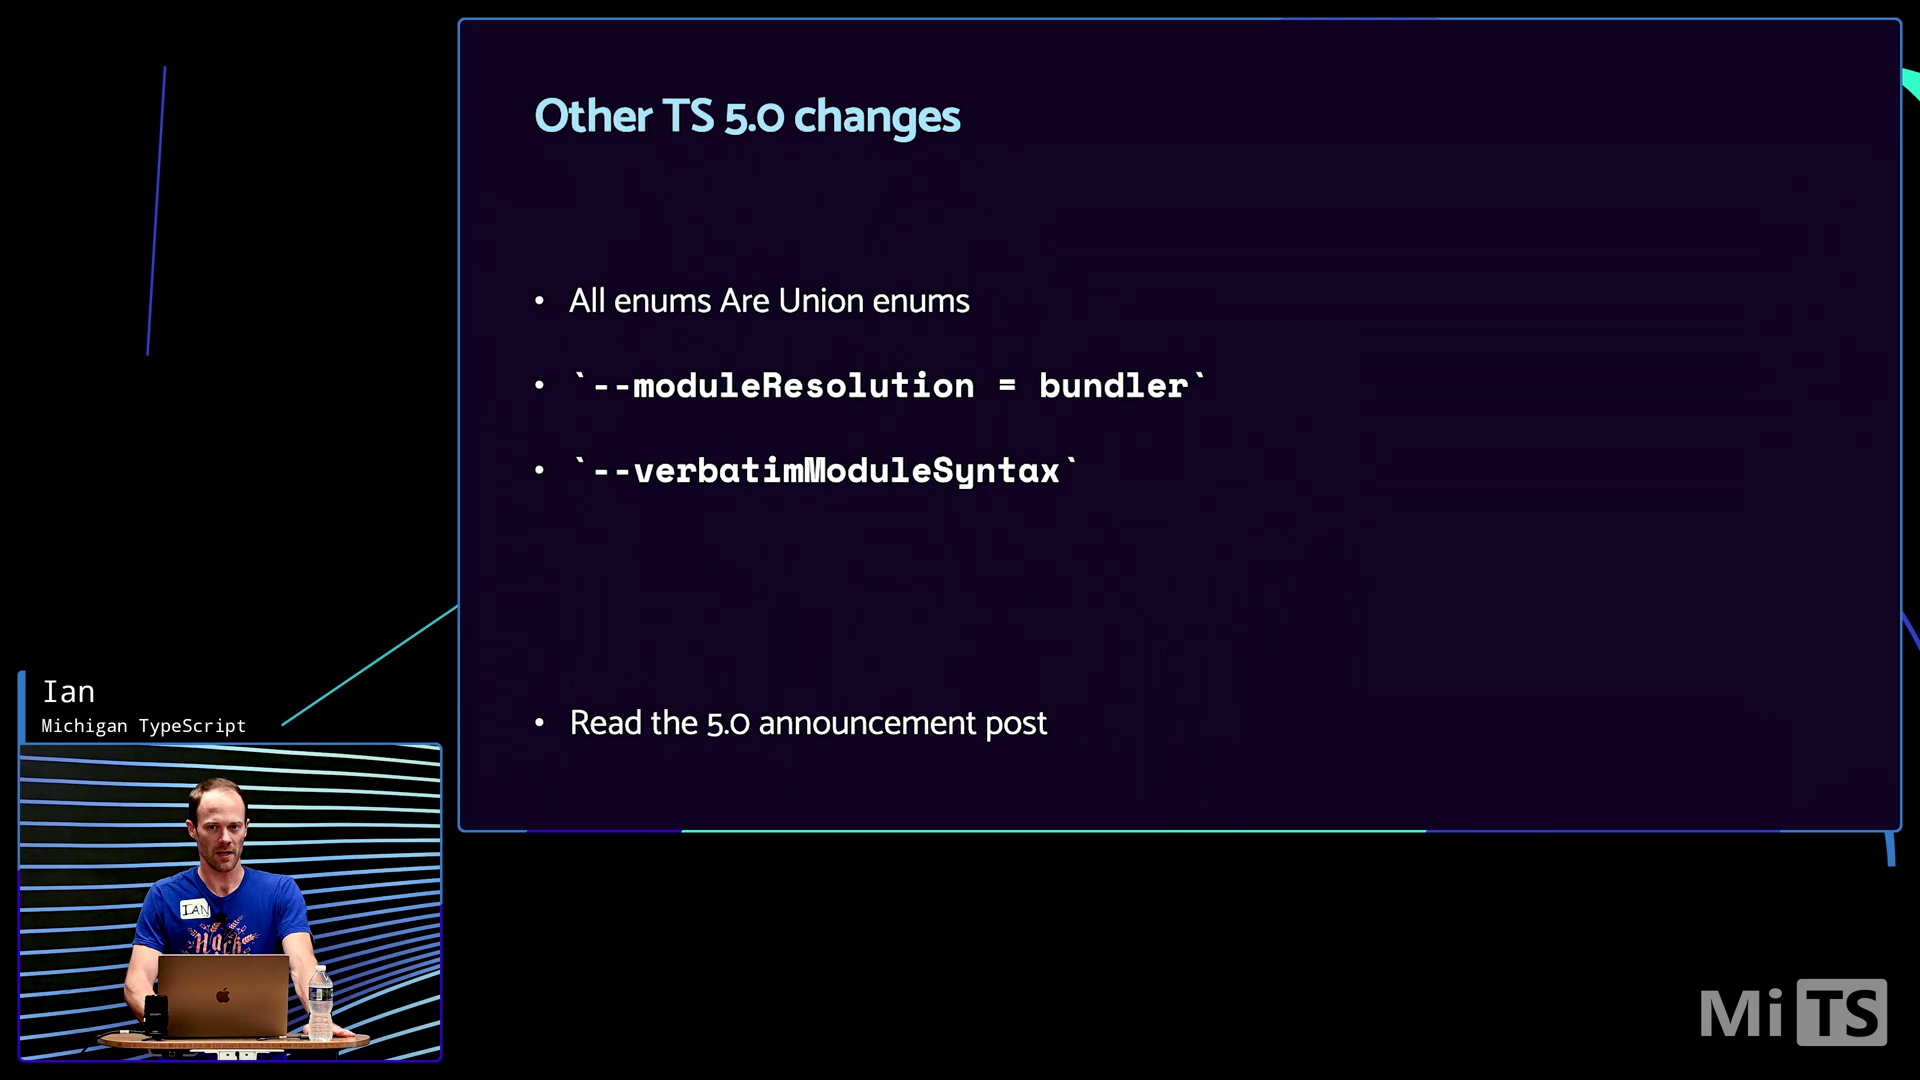 Other TS 5.0 changes
• All enums Are Union enums
• `--moduleResolution = bundler`
• `--verbatimModuleSyntax`
• Read the 5.0 announcement post
Ian
Michigan TypeScript
IAN
Hack
MiTS